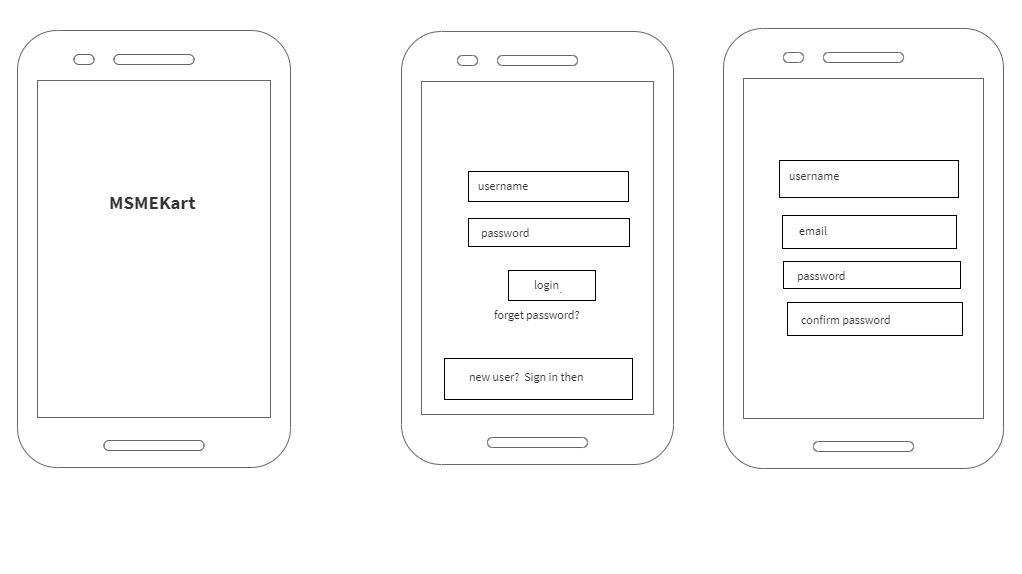 MSMEKart
username
password
login
forget password?
new user?  Sign in then
username
email
password
confirm password